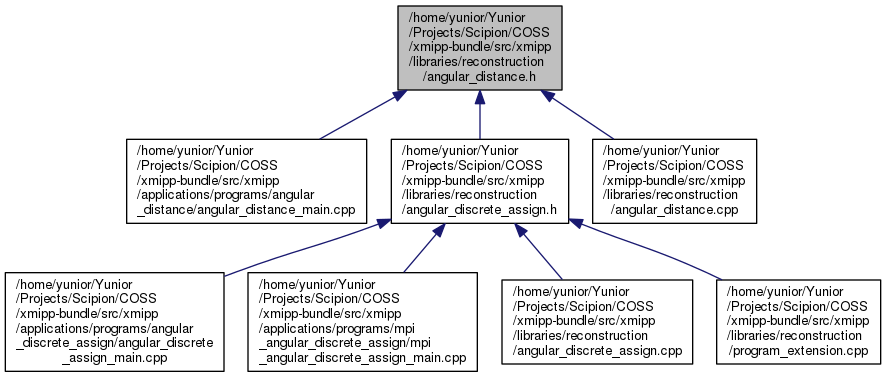 /home/yunior/Yunior
/Projects/Scipion/COSS
/xmipp-bundle/src/xmipp
/libraries/reconstruction
/angular_distance.h
/home/yunior/Yunior
/Projects/Scipion/COSS
/xmipp-bundle/src/xmipp
/applications/programs/angular
_distance/angular_distance_main.cpp
/home/yunior/Yunior
/Projects/Scipion/COSS
/xmipp-bundle/src/xmipp
/libraries/reconstruction
/angular_discrete_assign.h
/home/yunior/Yunior
/Projects/Scipion/COSS
/xmipp-bundle/src/xmipp
/libraries/reconstruction
/angular_distance.cpp
/home/yunior/Yunior
/Projects/Scipion/COSS
/xmipp-bundle/src/xmipp
/applications/programs/angular
_discrete_assign/angular_discrete
_assign_main.cpp
/home/yunior/Yunior
/Projects/Scipion/COSS
/xmipp-bundle/src/xmipp
/applications/programs/mpi
_angular_discrete_assign/mpi
_angular_discrete_assign_main.cpp
/home/yunior/Yunior
/Projects/Scipion/COSS
/xmipp-bundle/src/xmipp
/libraries/reconstruction
/angular_discrete_assign.cpp
/home/yunior/Yunior
/Projects/Scipion/COSS
/xmipp-bundle/src/xmipp
/libraries/reconstruction
/program_extension.cpp